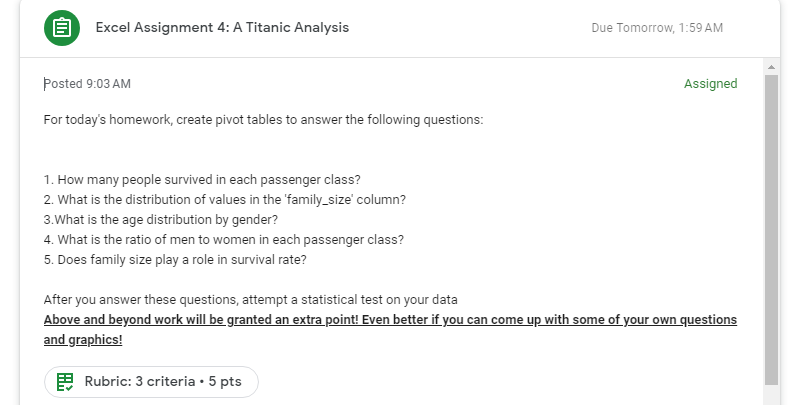 Excel Assignment 4: A Titanic Analysis
Due Tomorrow, 1:59 AM
Posted 9:03 AM
Assigned
For today's homework, create pivot tables to answer the following questions:
1. How many people survived in each passenger class?
2. What is the distribution of values in the 'family_size' column?
3.What is the age distribution by gender?
4. What is the ratio of men to women in each passenger class?
5. Does family size play a role in survival rate?
After you answer these questions, attempt a statistical test on your data
Above and beyond work will be granted an extra point! Even better if you can come up with some of your own questions
and graphics!
Rubric: 3 criteria • 5 pts